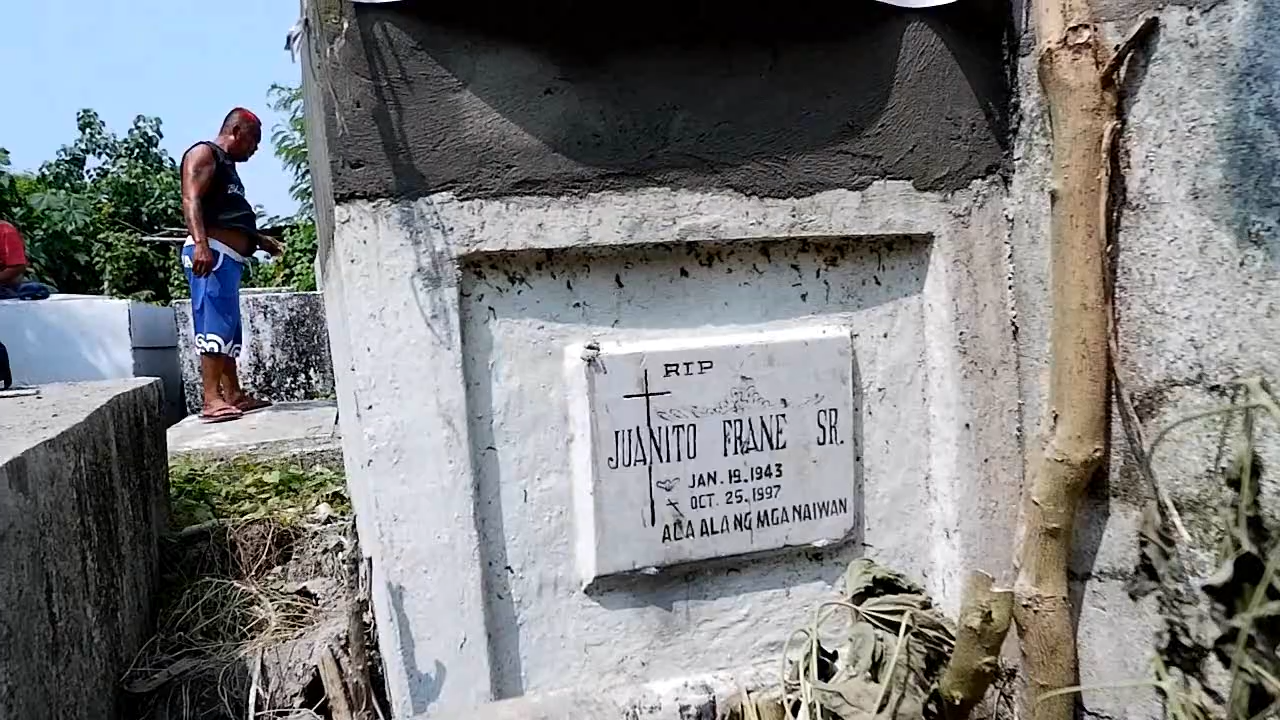 RIP
JUANITO FRANE SR.
JAN. 19. 1943
OCT. 25. 1997
ALA ALA NG MGA NAIWAN